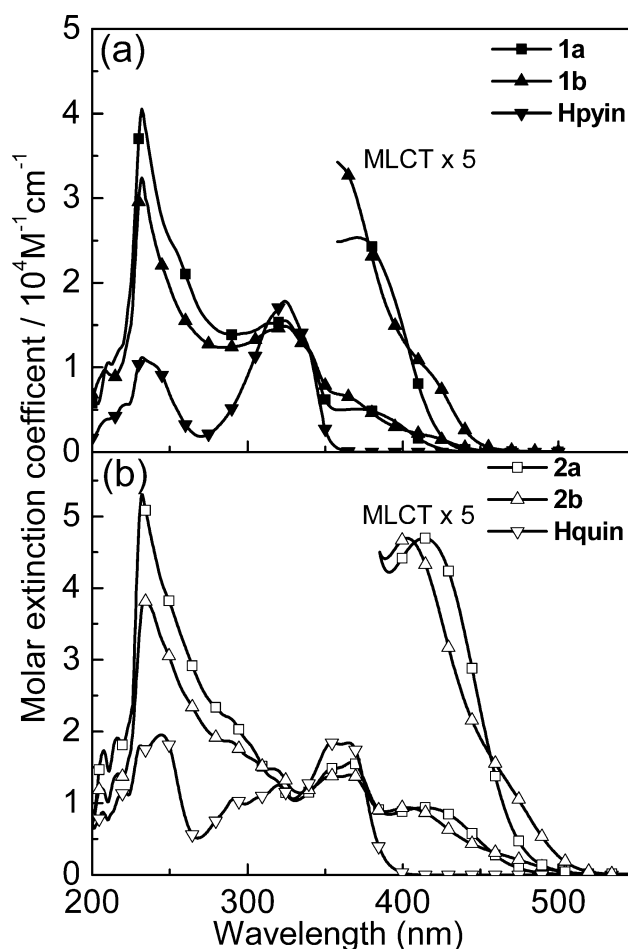 Molar extinction coefficent / 10⁴M⁻¹cm⁻¹
5
4
3
2
1
0
(a)
1a
1b
Hpyin
MLCT x 5
5
4
3
2
1
0
(b)
2a
2b
Hquin
MLCT x 5
200 300 400 500
Wavelength (nm)